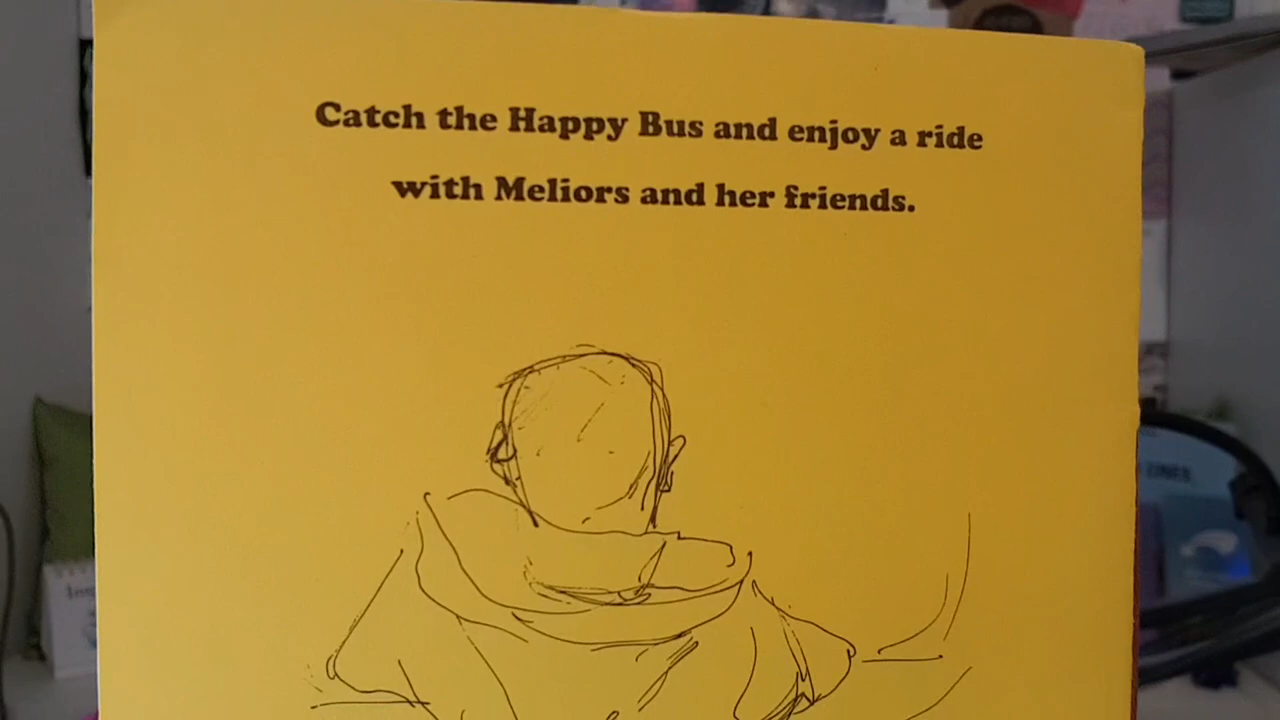 Catch the Happy Bus and enjoy a ride
with Meliors and her friends.